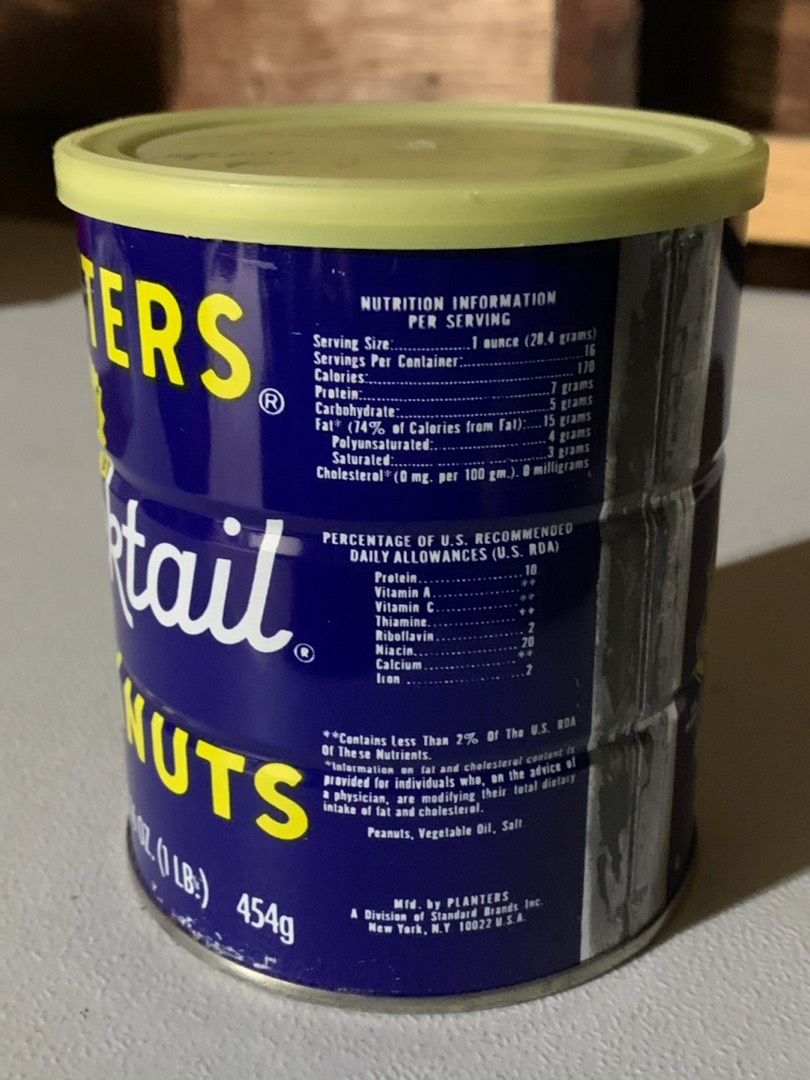 TERS®
ktail®
NUTS
OZ. (1 LB.) 454g
NUTRITION INFORMATION
PER SERVING
Serving Size:..........1 ounce (28.4 grams)
Servings Per Container:..........16
Calories:..........170
Protein:..........7 grams
Carbohydrate:..........5 grams
Fat* (74% of Calories from Fat):....15 grams
Polyunsaturated:..........4 grams
Saturated:..........3 grams
Cholesterol* (0 mg. per 100 gm.). 0 milligrams
PERCENTAGE OF U.S. RECOMMENDED
DAILY ALLOWANCES (U.S. RDA)
Protein..........10
Vitamin A..........**
Vitamin C..........**
Thiamine..........**
Riboflavin..........2
Niacin..........20
Calcium..........**
Iron..........2
**Contains Less Than 2% Of The U.S. RDA
Of These Nutrients.
*Information on fat and cholesterol content is
provided for individuals who, on the advice of
a physician, are modifying their total dietary
intake of fat and cholesterol.
Peanuts, Vegetable Oil, Salt
Mfd. by PLANTERS
A Division of Standard Brands Inc.
New York, N.Y. 10022 U.S.A.